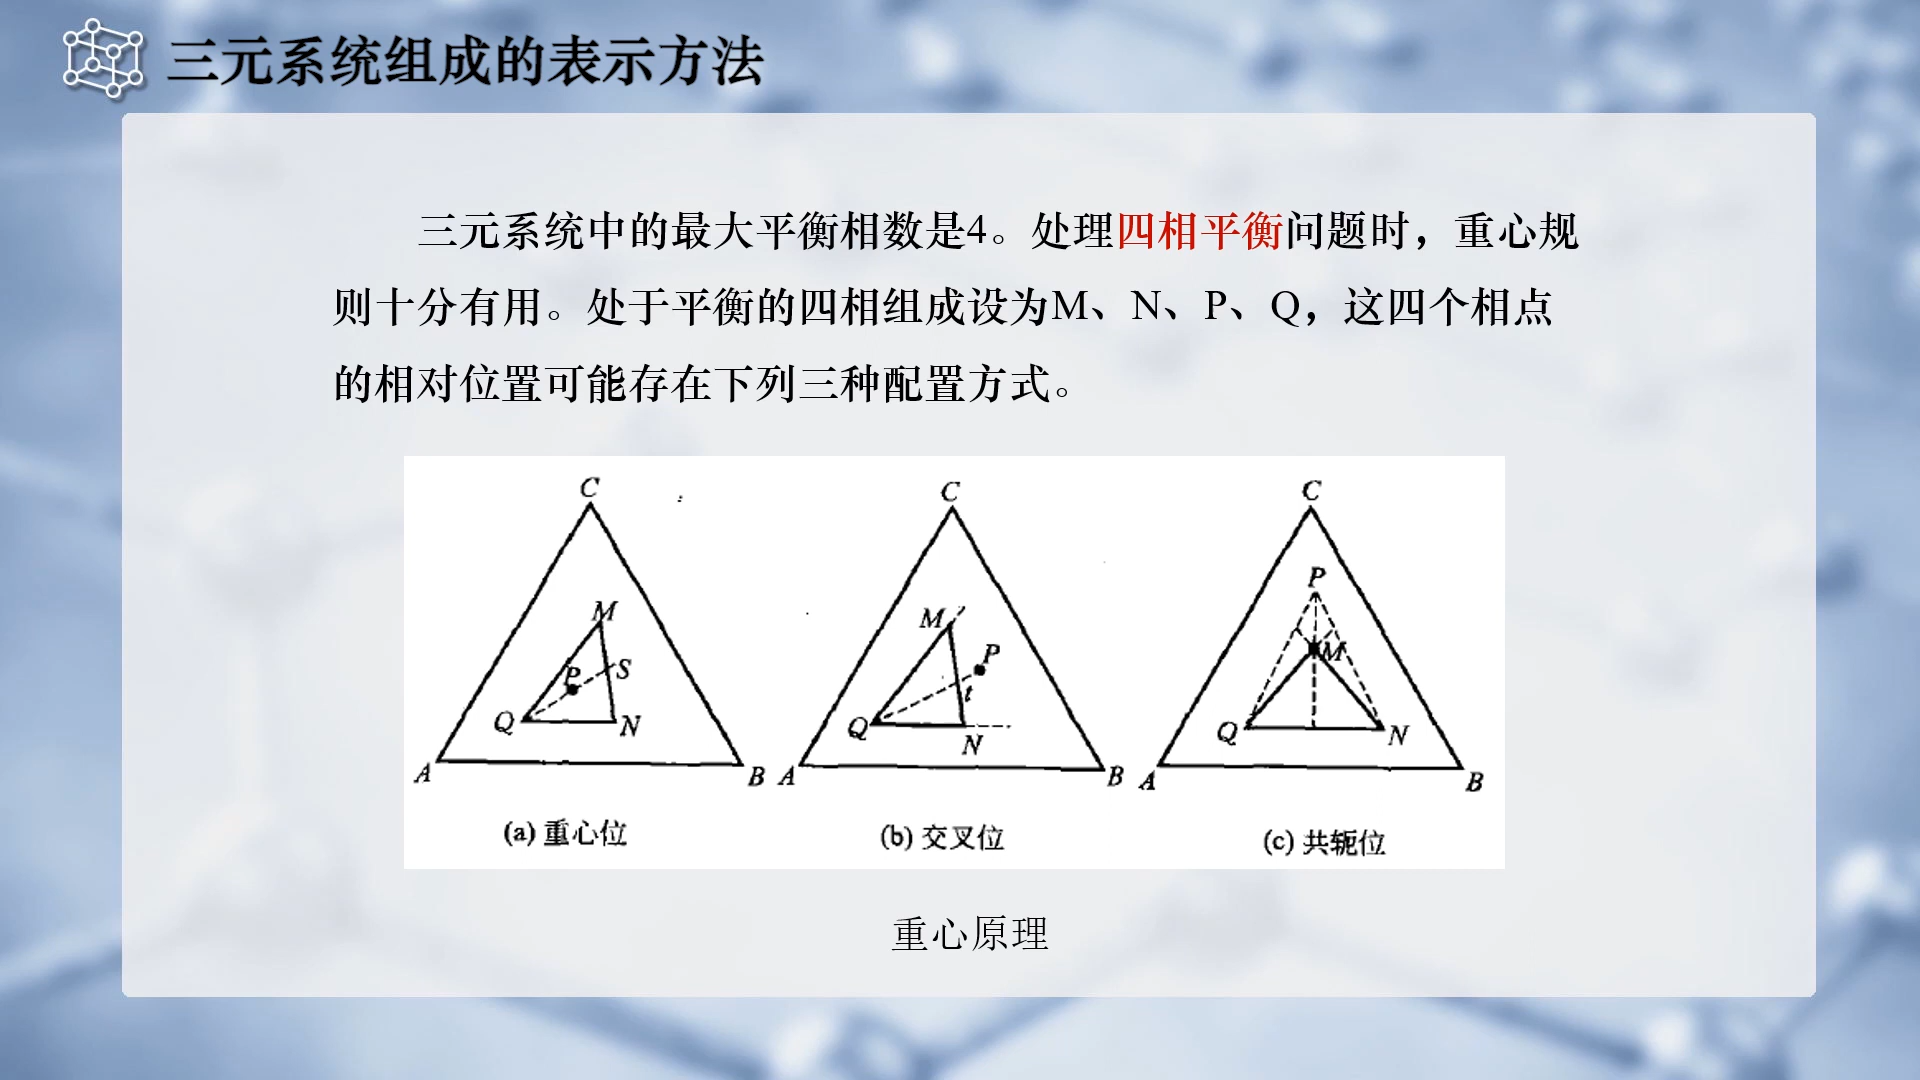 三元系统组成的表示方法
三元系统中的最大平衡相数是4。处理四相平衡问题时，重心规
则十分有用。处于平衡的四相组成设为M、N、P、Q，这四个相点
的相对位置可能存在下列三种配置方式。
C
M
P
S
Q
N
A
B
(a) 重心位
C
M
P
t
Q
N
A
B
(b) 交叉位
C
P
M
Q
N
A
B
(c) 共轭位
重心原理